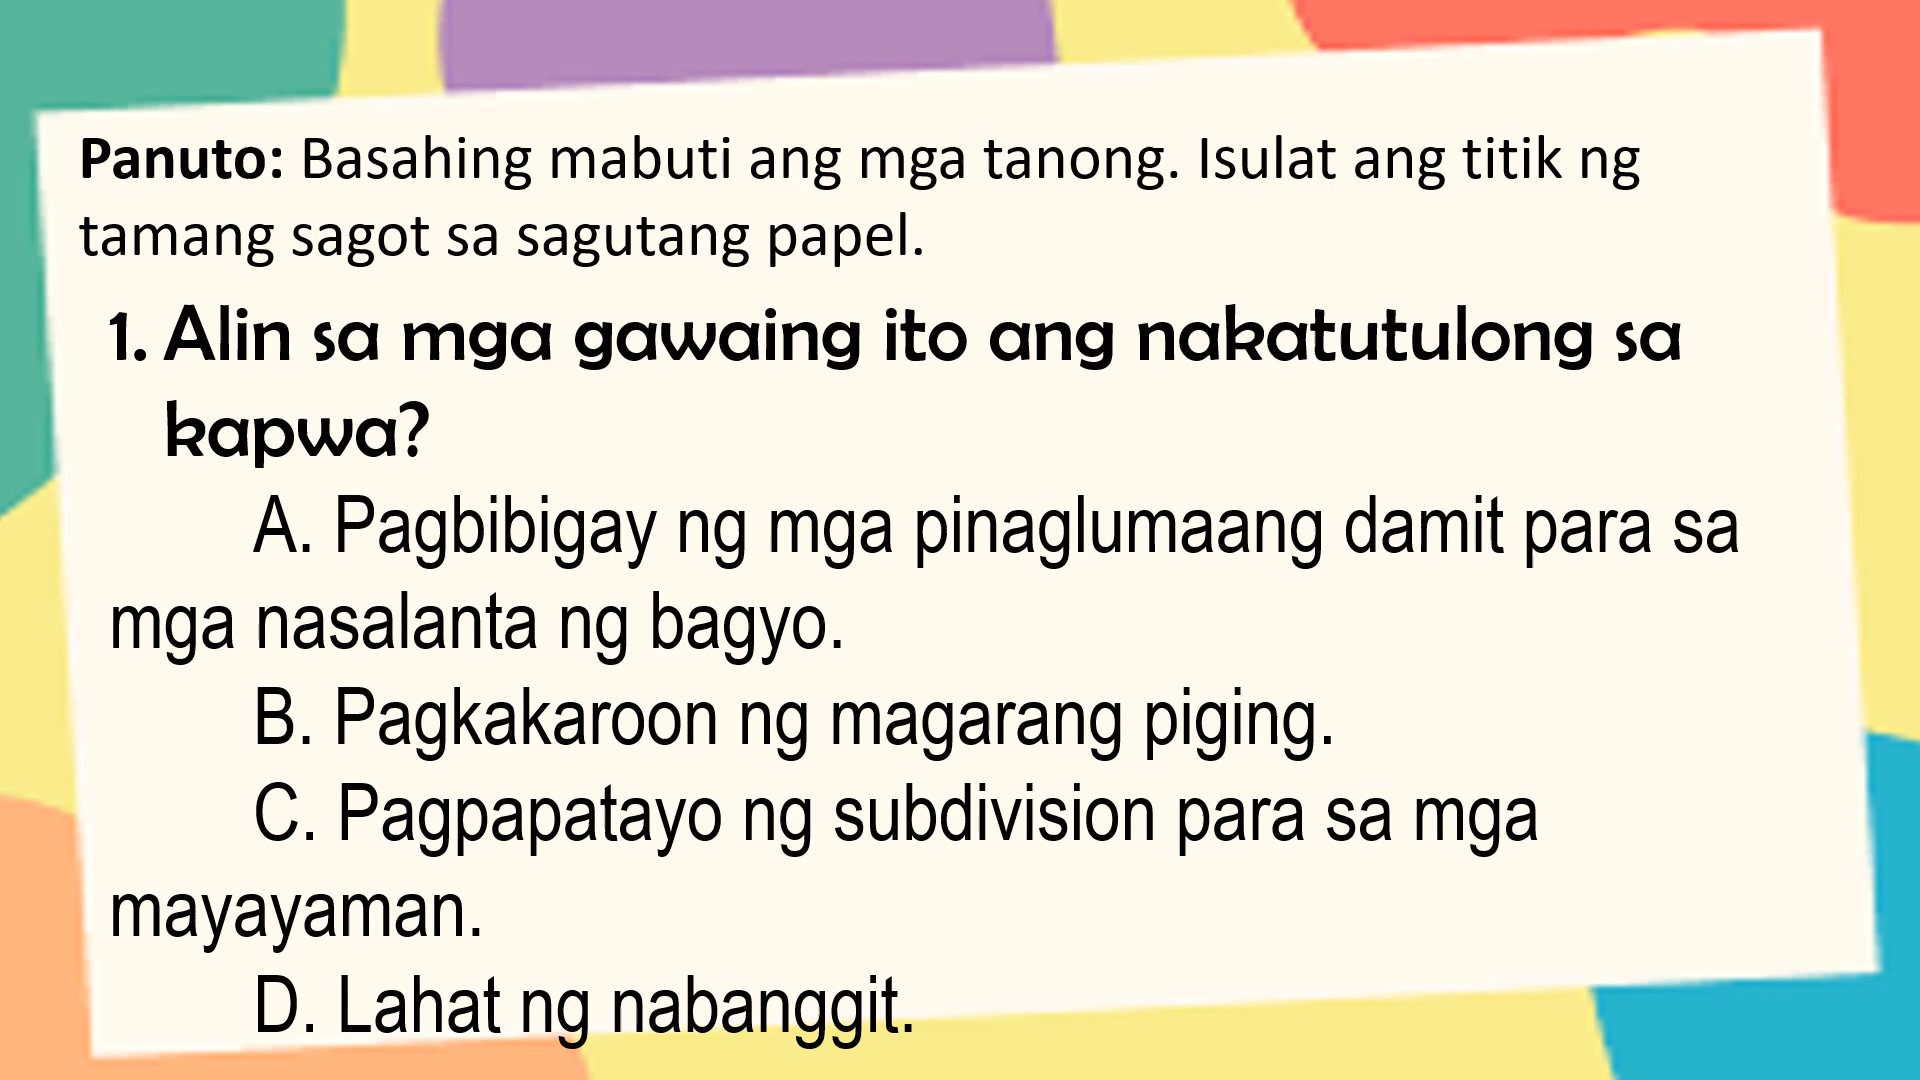 Panuto: Basahing mabuti ang mga tanong. Isulat ang titik ng
tamang sagot sa sagutang papel.
1. Alin sa mga gawaing ito ang nakatutulong sa
kapwa?
A. Pagbibigay ng mga pinaglumaang damit para sa
mga nasalanta ng bagyo.
B. Pagkakaroon ng magarang piging.
C. Pagpapatayo ng subdivision para sa mga
mayayaman.
D. Lahat ng nabanggit.